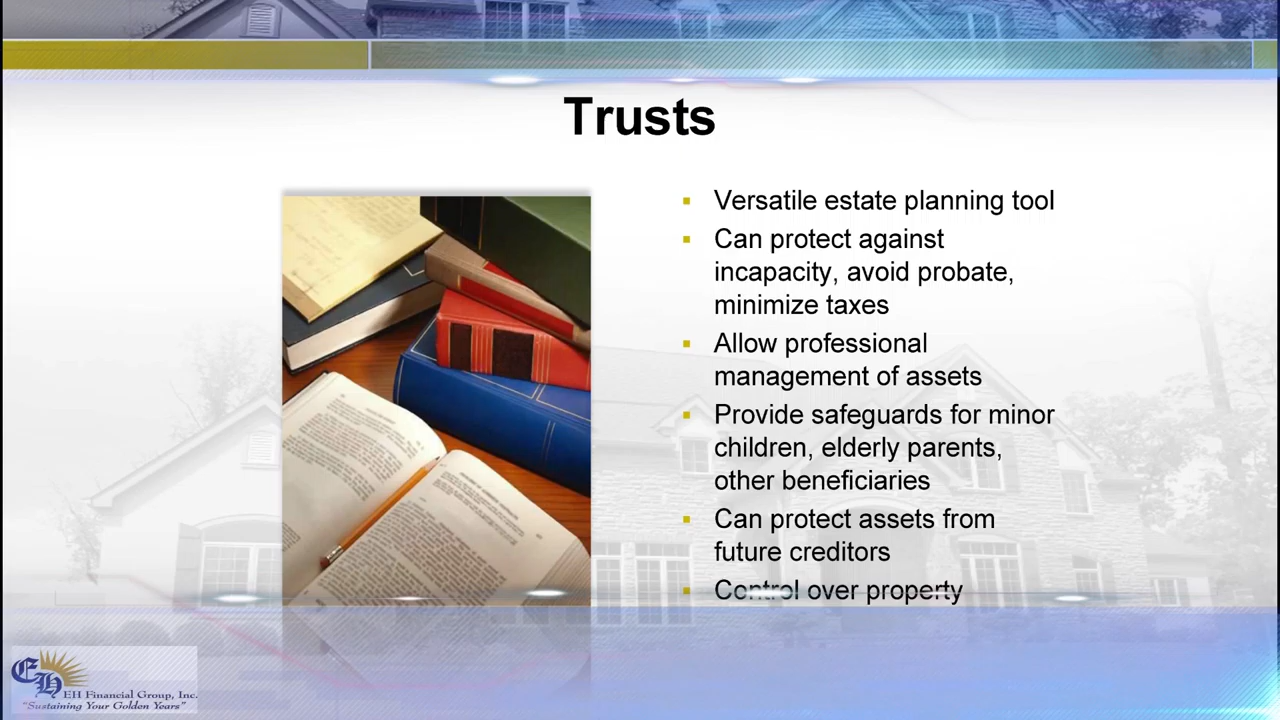 Trusts
▪ Versatile estate planning tool
▪ Can protect against
incapacity, avoid probate,
minimize taxes
▪ Allow professional
management of assets
▪ Provide safeguards for minor
children, elderly parents,
other beneficiaries
▪ Can protect assets from
future creditors
▪ Control over property
EH
EH Financial Group, Inc.
"Sustaining Your Golden Years"